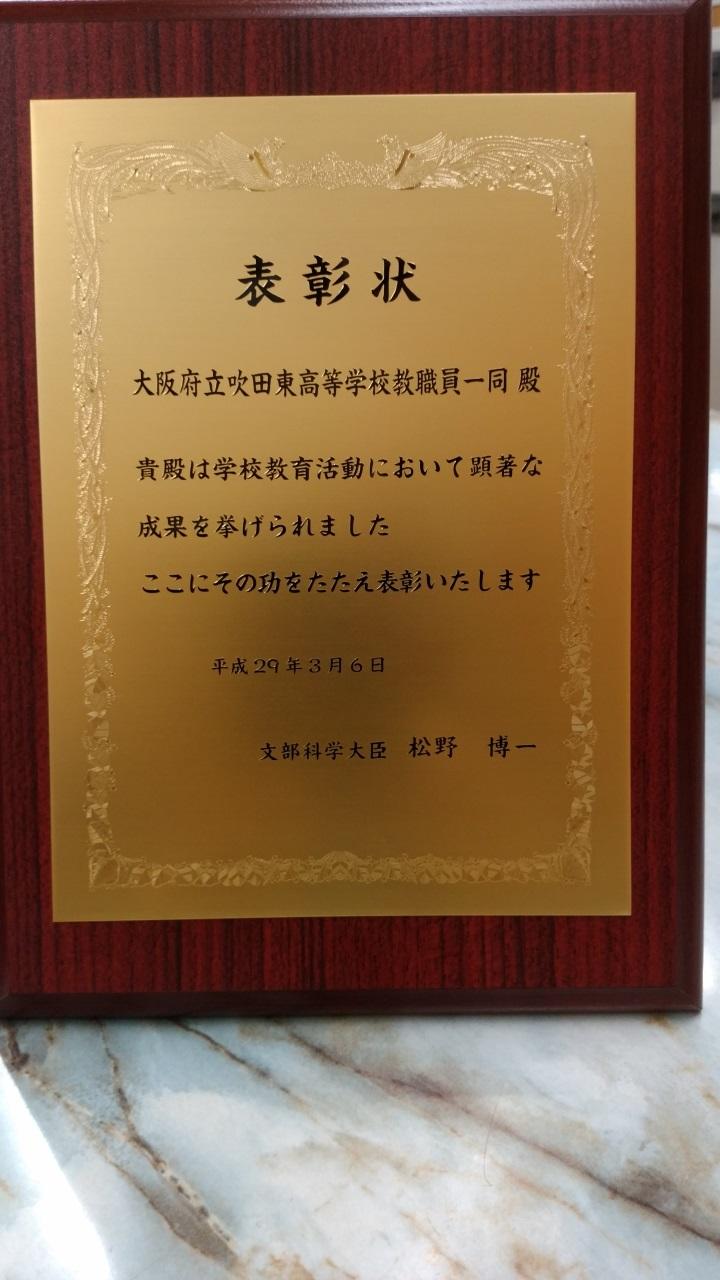 表彰状
大阪府立吹田東高等学校教職員一同 殿
貴殿は学校教育活動において顕著な
成果を挙げられました
ここにその功をたたえ表彰いたします
平成29年3月6日
文部科学大臣 松野 博一